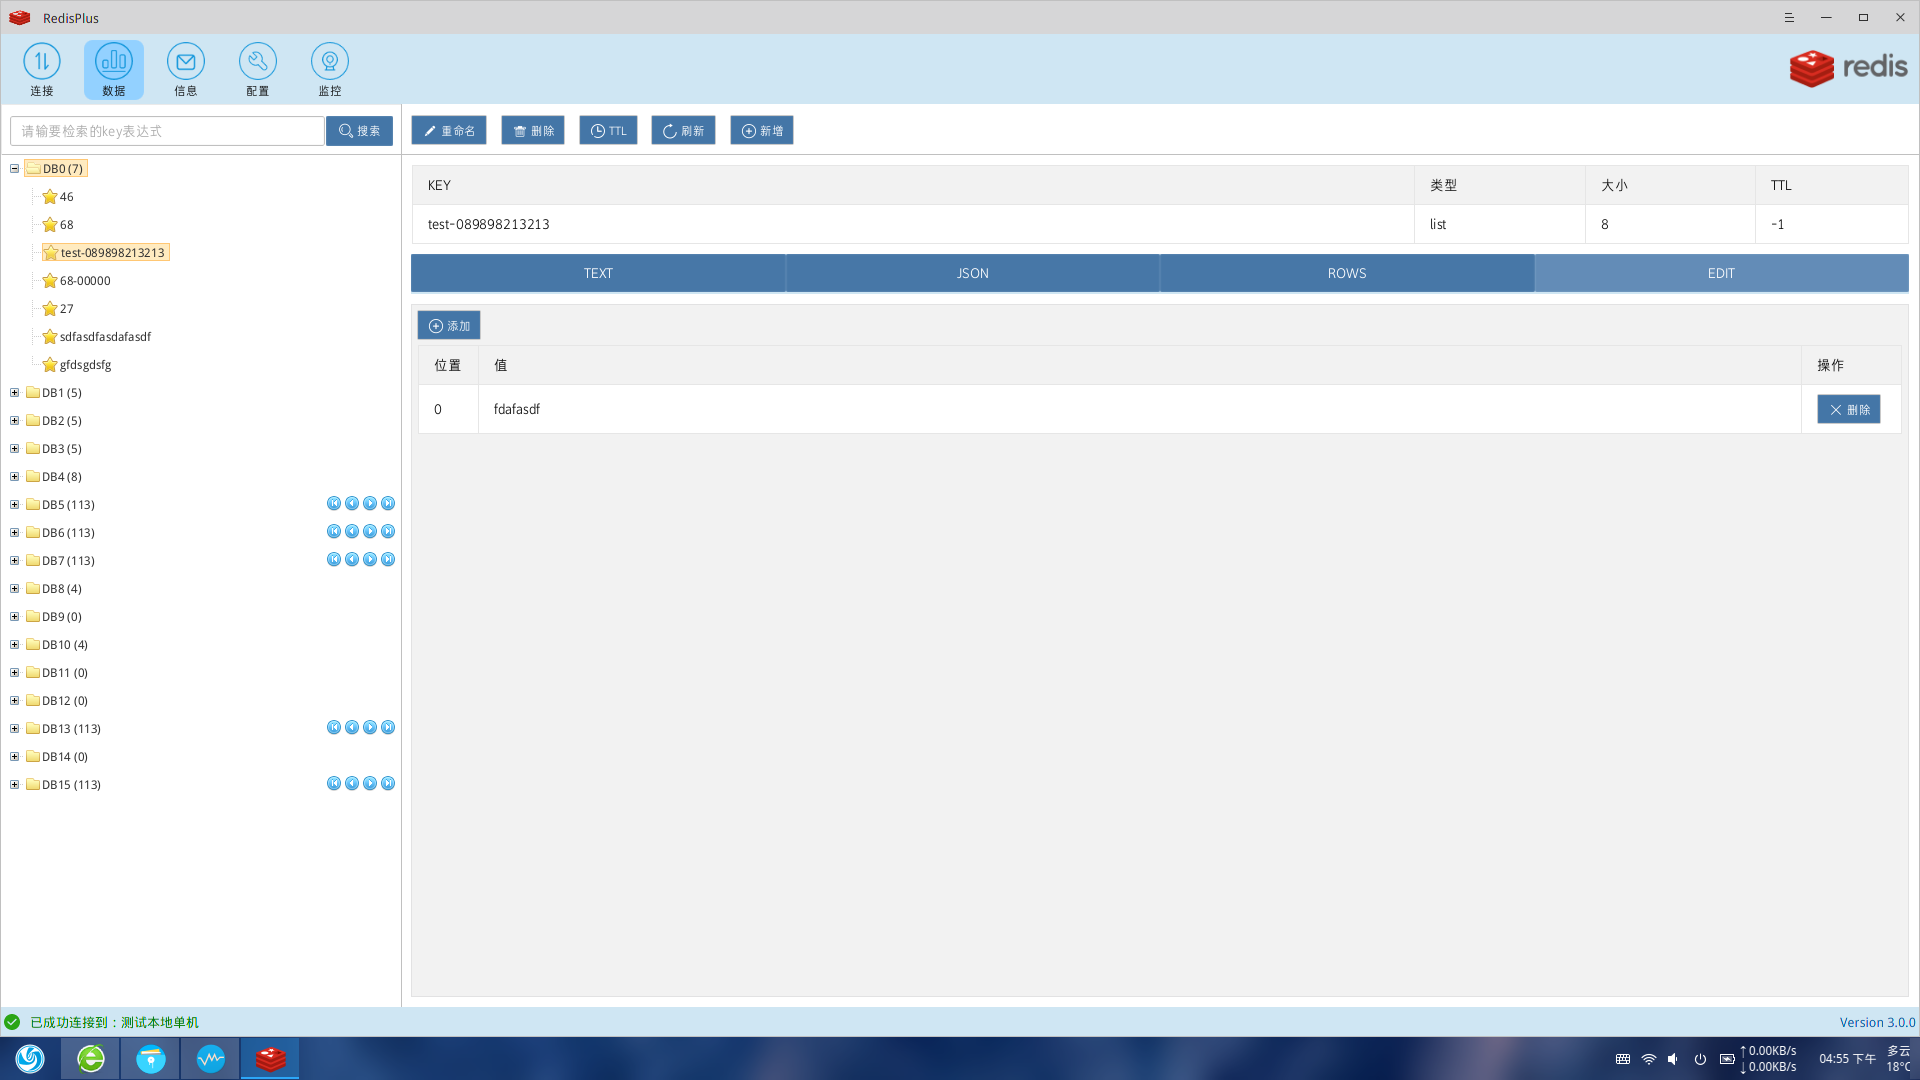 RedisPlus
连接
数据
信息
配置
监控
redis
请输要检索的key表达式
搜索
重命名
删除
TTL
刷新
新增
DB0 (7)
46
68
test-089898213213
68-00000
27
sdfasdfasdafasdf
gfdsgdsfg
DB1 (5)
DB2 (5)
DB3 (5)
DB4 (8)
DB5 (113)
DB6 (113)
DB7 (113)
DB8 (4)
DB9 (0)
DB10 (4)
DB11 (0)
DB12 (0)
DB13 (113)
DB14 (0)
DB15 (113)
KEY 类型 大小 TTL
test-089898213213 list 8 -1
TEXT JSON ROWS EDIT
添加
位置 值 操作
0 fdafasdf 删除
已成功连接到：测试本地单机
Version 3.0.0
↑0.00KB/s
↓0.00KB/s
04:55 下午
多云
18°C